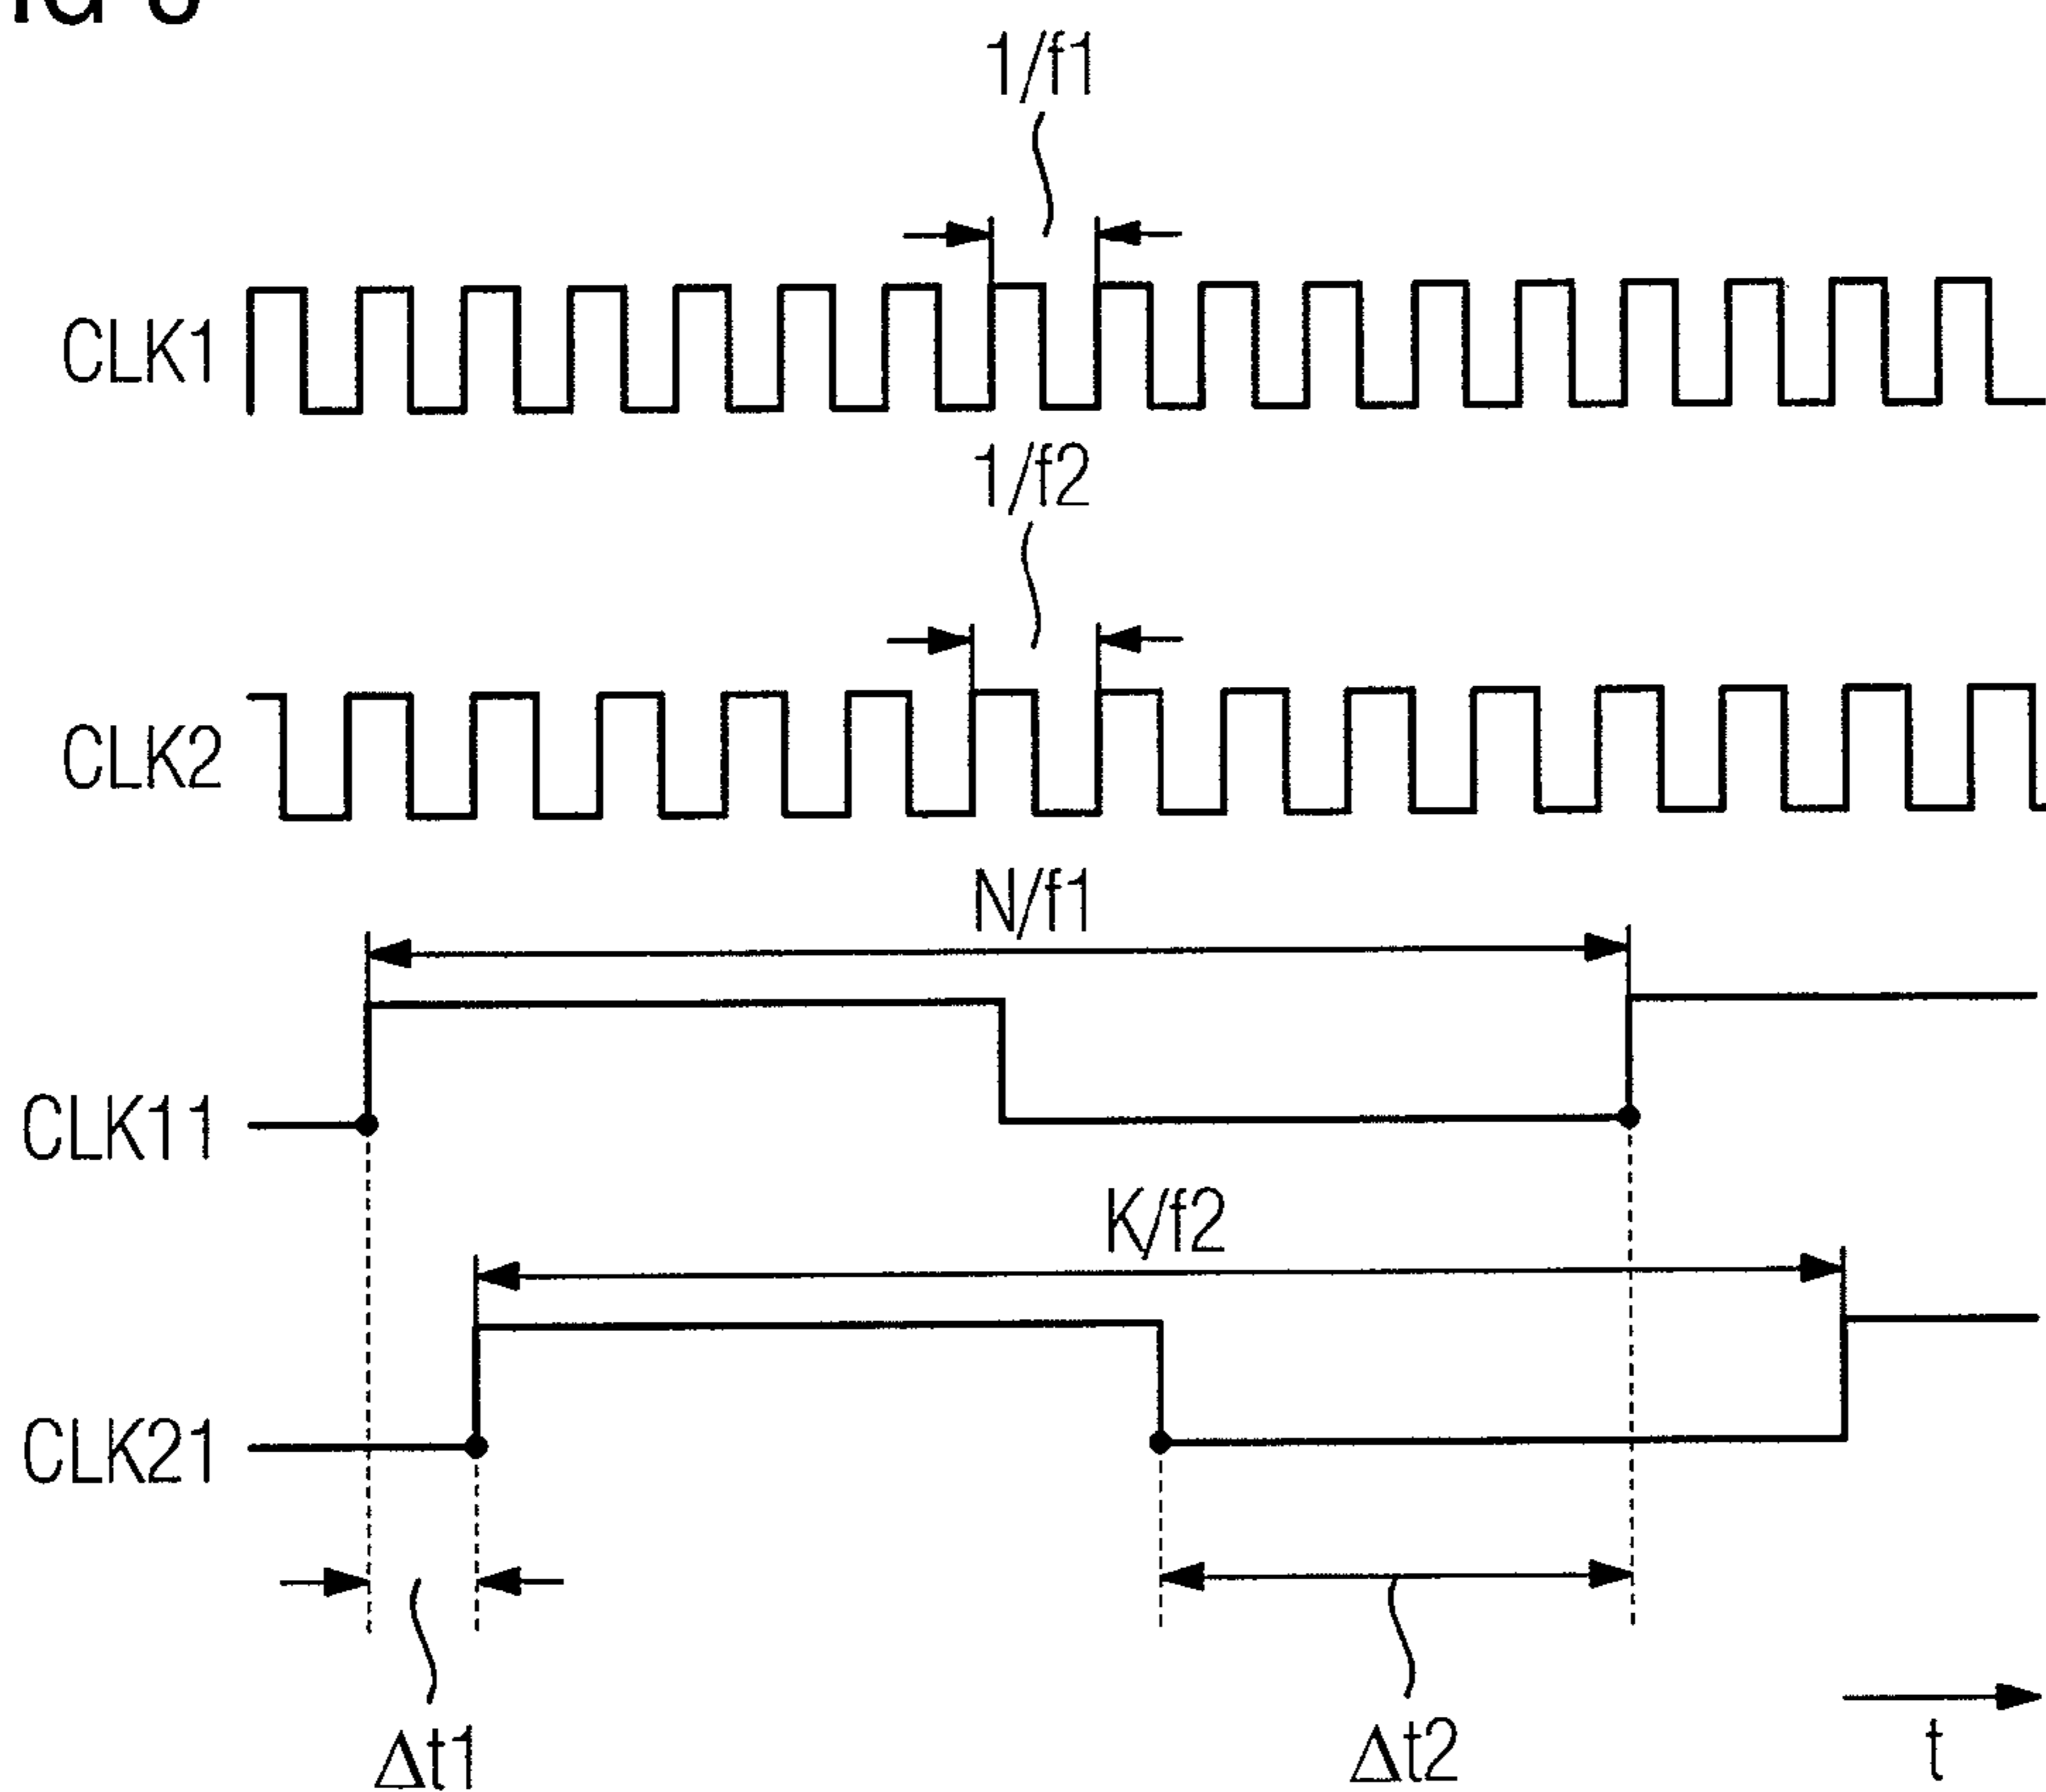 1/f1
CLK1
1/f2
CLK2
N/f1
CLK11
K/f2
CLK21
Δt1
Δt2
t